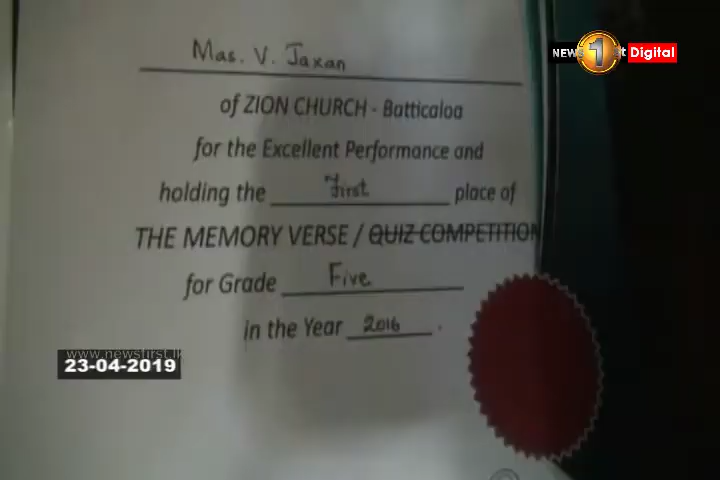 NEWS 1st Digital
Mas. V. Jaxan
of ZION CHURCH - Batticaloa
for the Excellent Performance and
holding the First place of
THE MEMORY VERSE / QUIZ COMPETITION
for Grade Five
in the Year 2016.
www.newsfirst.lk
23-04-2019